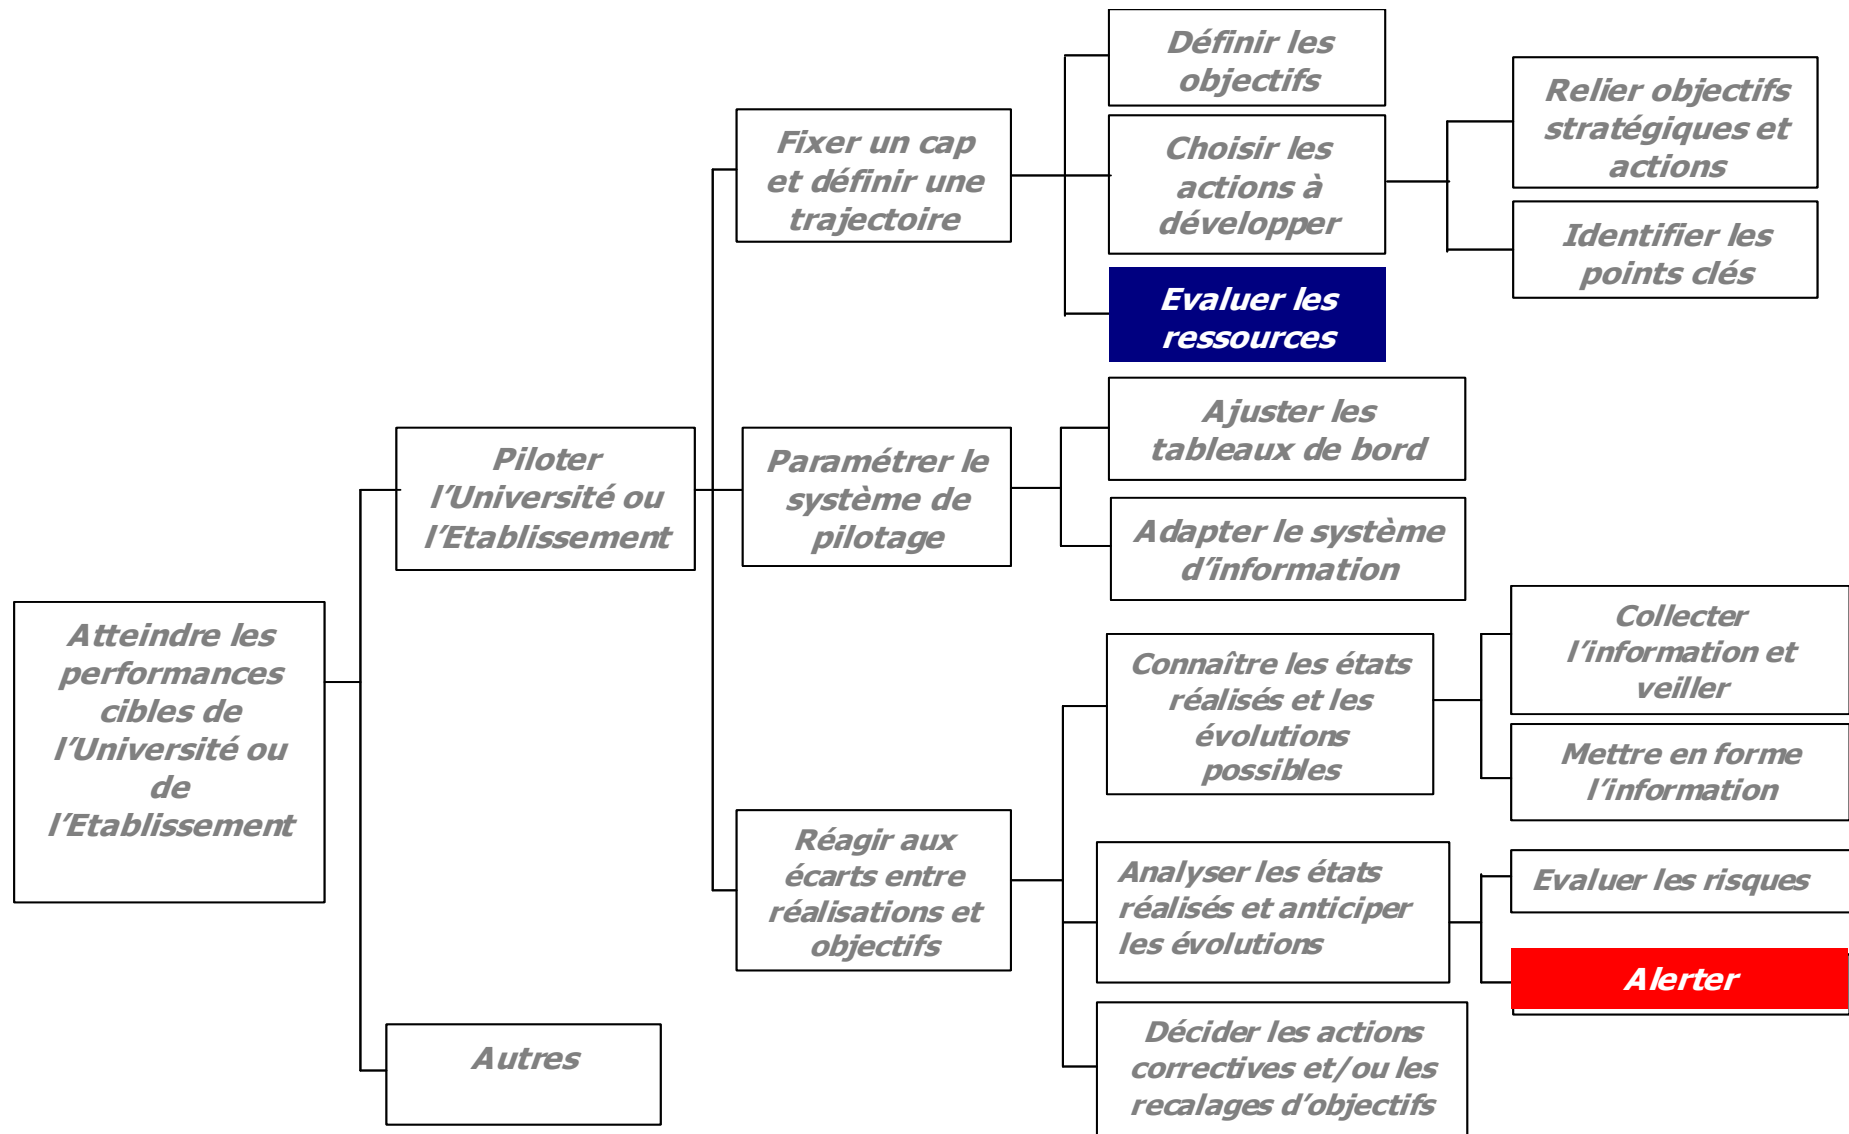 Définir les
objectifs
Relier objectifs
stratégiques et
actions
Fixer un cap
et définir une
trajectoire
Choisir les
actions à
développer
Identifier les
points clés
Evaluer les
ressources
Ajuster les
tableaux de bord
Piloter
l’Université ou
l’Etablissement
Paramétrer le
système de
pilotage
Adapter le système
d’information
Atteindre les
performances
cibles de
l’Université ou
de
l’Etablissement
Connaître les états
réalisés et les
évolutions
possibles
Collecter
l’information et
veiller
Mettre en forme
l’information
Réagir aux
écarts entre
réalisations et
objectifs
Analyser les états
réalisés et anticiper
les évolutions
Evaluer les risques
Alerter
Autres
Décider les actions
correctives et/ou les
recalages d’objectifs